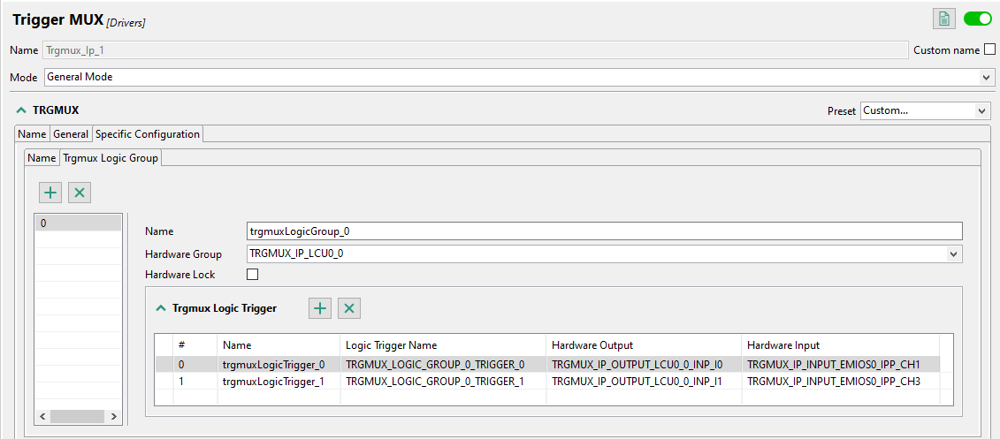 Trigger MUX [Drivers]
Name Trgmux_Ip_1 Custom name
Mode General Mode
TRGMUX Preset Custom...
Name General Specific Configuration
Name Trgmux Logic Group
0
Name trgmuxLogicGroup_0
Hardware Group TRGMUX_IP_LCU0_0
Hardware Lock
Trgmux Logic Trigger
# Name Logic Trigger Name Hardware Output Hardware Input
0 trgmuxLogicTrigger_0 TRGMUX_LOGIC_GROUP_0_TRIGGER_0 TRGMUX_IP_OUTPUT_LCU0_0_INP_I0 TRGMUX_IP_INPUT_EMIOS0_IPP_CH1
1 trgmuxLogicTrigger_1 TRGMUX_LOGIC_GROUP_0_TRIGGER_1 TRGMUX_IP_OUTPUT_LCU0_0_INP_I1 TRGMUX_IP_INPUT_EMIOS0_IPP_CH3